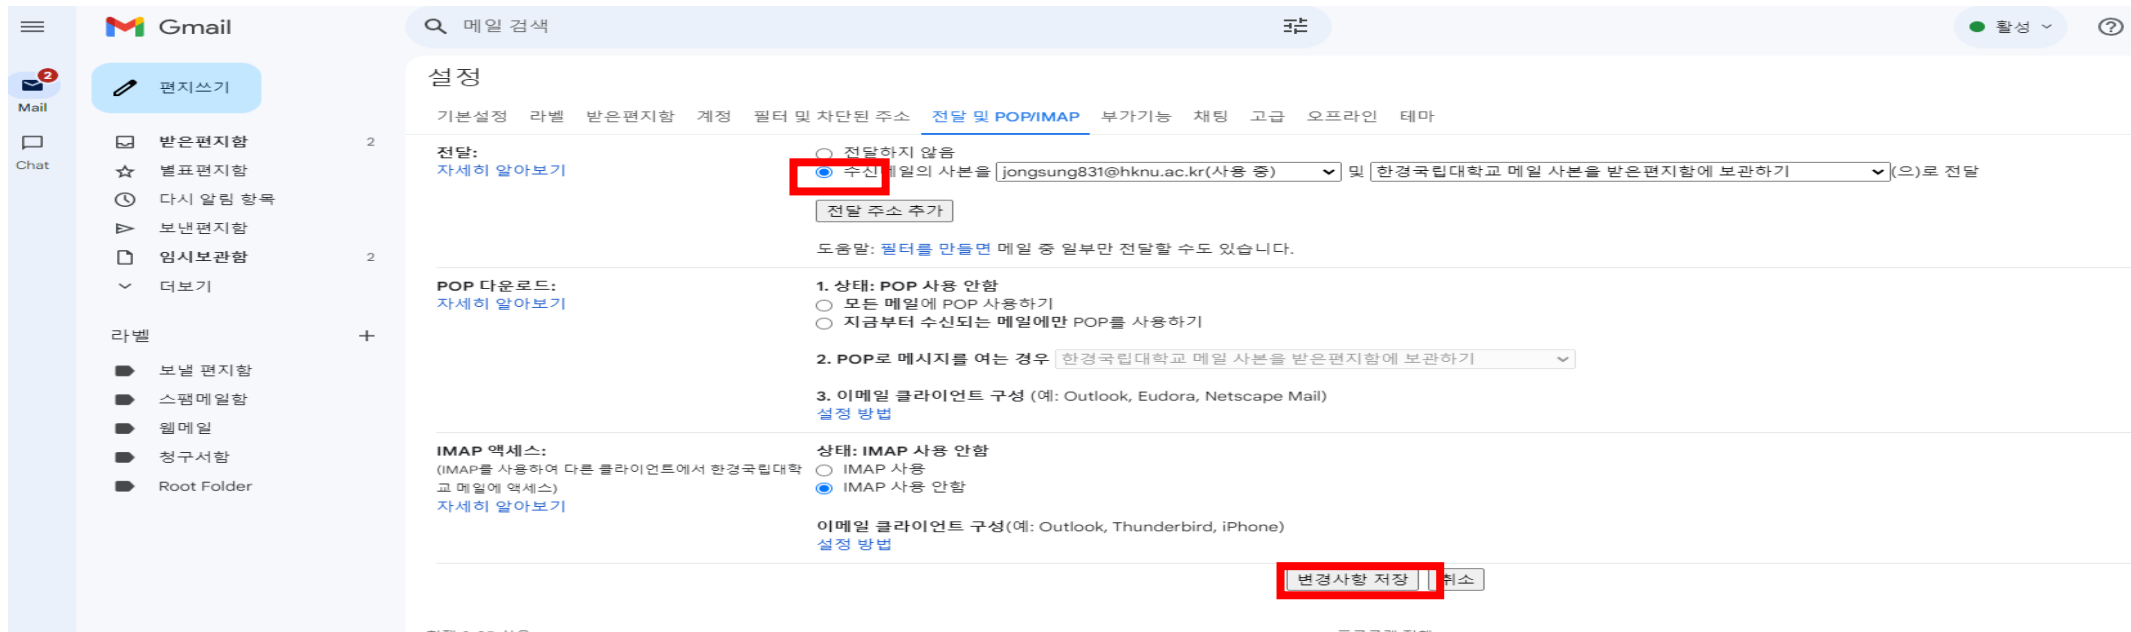 Gmail
메일 검색
활성
2
Mail
Chat
편지쓰기
받은편지함 2
별표편지함
다시 알림 항목
보낸편지함
임시보관함 2
더보기
라벨
보낼 편지함
스팸메일함
웹메일
청구서함
Root Folder
설정
기본설정 라벨 받은편지함 계정 필터 및 차단된 주소 전달 및 POP/IMAP 부가기능 채팅 고급 오프라인 테마
전달:
자세히 알아보기
전달하지 않음
수신메일의 사본을 jongsung831@hknu.ac.kr(사용 중) 및 한경국립대학교 메일 사본을 받은편지함에 보관하기 (으)로 전달
전달 주소 추가
도움말: 필터를 만들면 메일 중 일부만 전달할 수도 있습니다.
POP 다운로드:
자세히 알아보기
1. 상태: POP 사용 안함
모든 메일에 POP 사용하기
지금부터 수신되는 메일에만 POP를 사용하기
2. POP로 메시지를 여는 경우 한경국립대학교 메일 사본을 받은편지함에 보관하기
3. 이메일 클라이언트 구성 (예: Outlook, Eudora, Netscape Mail)
설정 방법
IMAP 액세스:
(IMAP를 사용하여 다른 클라이언트에서 한경국립대학
교 메일에 액세스)
자세히 알아보기
상태: IMAP 사용 안함
IMAP 사용
IMAP 사용 안함
이메일 클라이언트 구성(예: Outlook, Thunderbird, iPhone)
설정 방법
변경사항 저장 취소